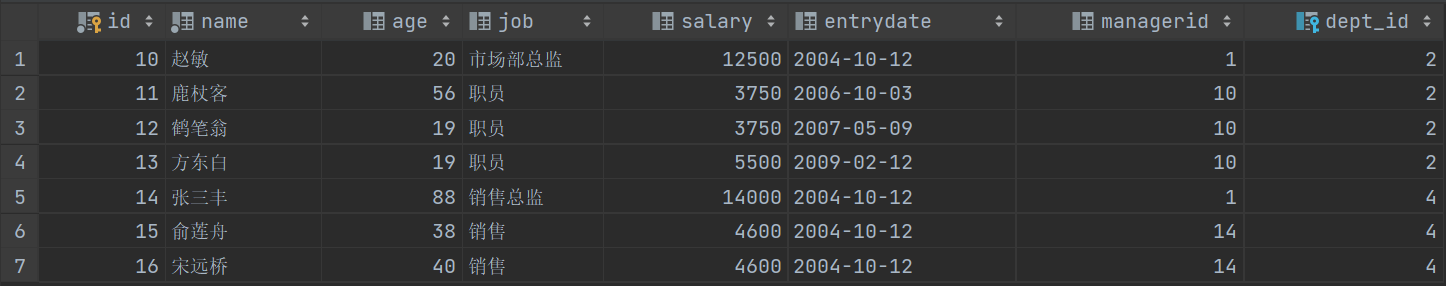 id name age job salary entrydate managerid dept_id
1 10 赵敏 20 市场部总监 12500 2004-10-12 1 2
2 11 鹿杖客 56 职员 3750 2006-10-03 10 2
3 12 鹤笔翁 19 职员 3750 2007-05-09 10 2
4 13 方东白 19 职员 5500 2009-02-12 10 2
5 14 张三丰 88 销售总监 14000 2004-10-12 1 4
6 15 俞莲舟 38 销售 4600 2004-10-12 14 4
7 16 宋远桥 40 销售 4600 2004-10-12 14 4